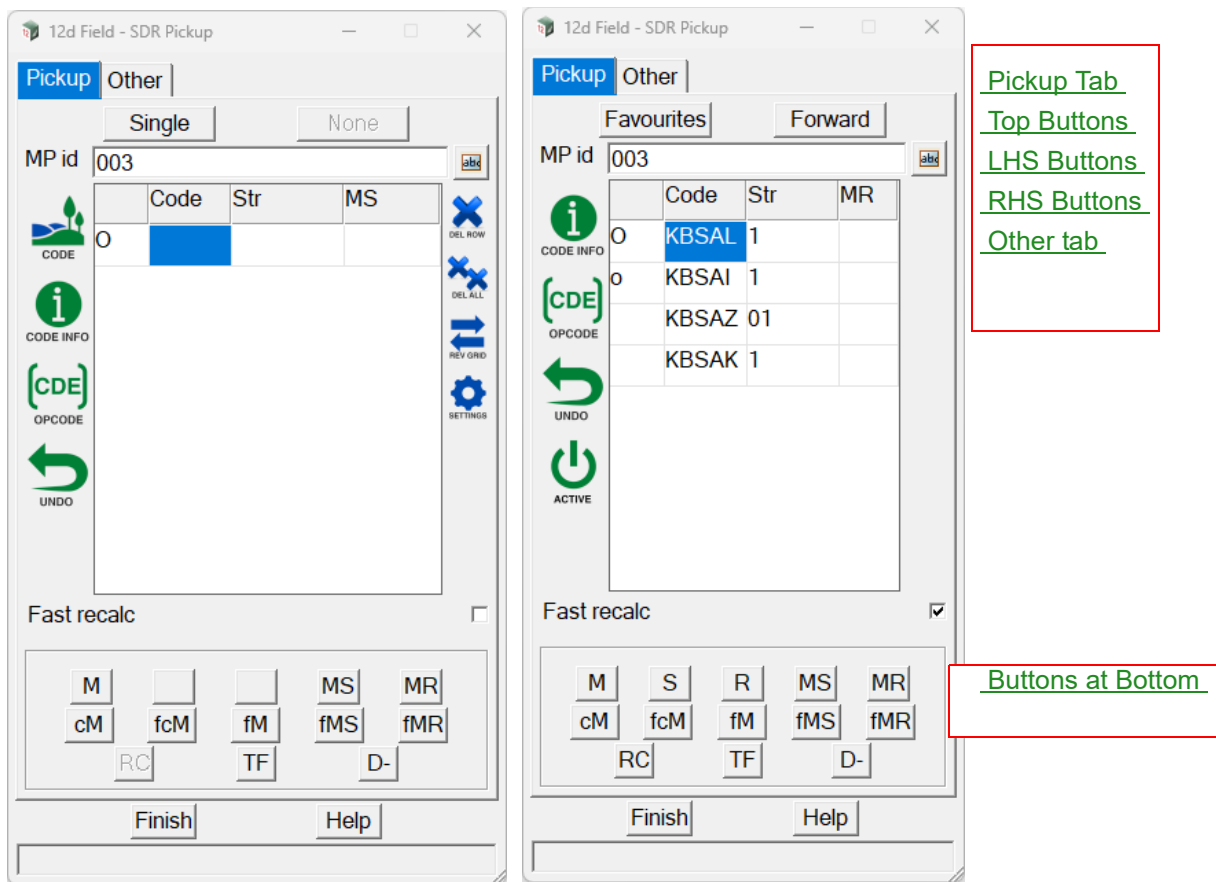 12d Field - SDR Pickup
Pickup Other
Single None
MP id 003 abc
Code Str MS
O
CODE
CODE INFO
CDE
OPCODE
UNDO
DEL ROW
DEL ALL
REV GRID
SETTINGS
Fast recalc
M MS MR
cM fcM fM fMS fMR
RC TF D-
Finish Help
12d Field - SDR Pickup
Pickup Other
Favourites Forward
MP id 003 abc
Code Str MR
O KBSAL 1
o KBSAI 1
KBSAZ 01
KBSAK 1
CODE INFO
CDE
OPCODE
UNDO
ACTIVE
Fast recalc
M S R MS MR
cM fcM fM fMS fMR
RC TF D-
Finish Help
Pickup Tab
Top Buttons
LHS Buttons
RHS Buttons
Other tab
Buttons at Bottom